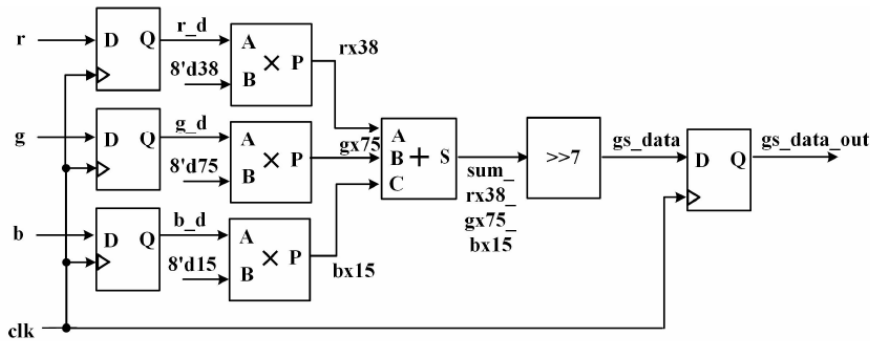 r
D Q
r_d
8'd38
A
B
× P
rx38
g
D Q
g_d
8'd75
A
B
× P
gx75
b
D Q
b_d
8'd15
A
B
× P
bx15
A
B
C
+ S
sum_
rx38_
gx75_
bx15
>>7
gs_data
D Q
gs_data_out
clk